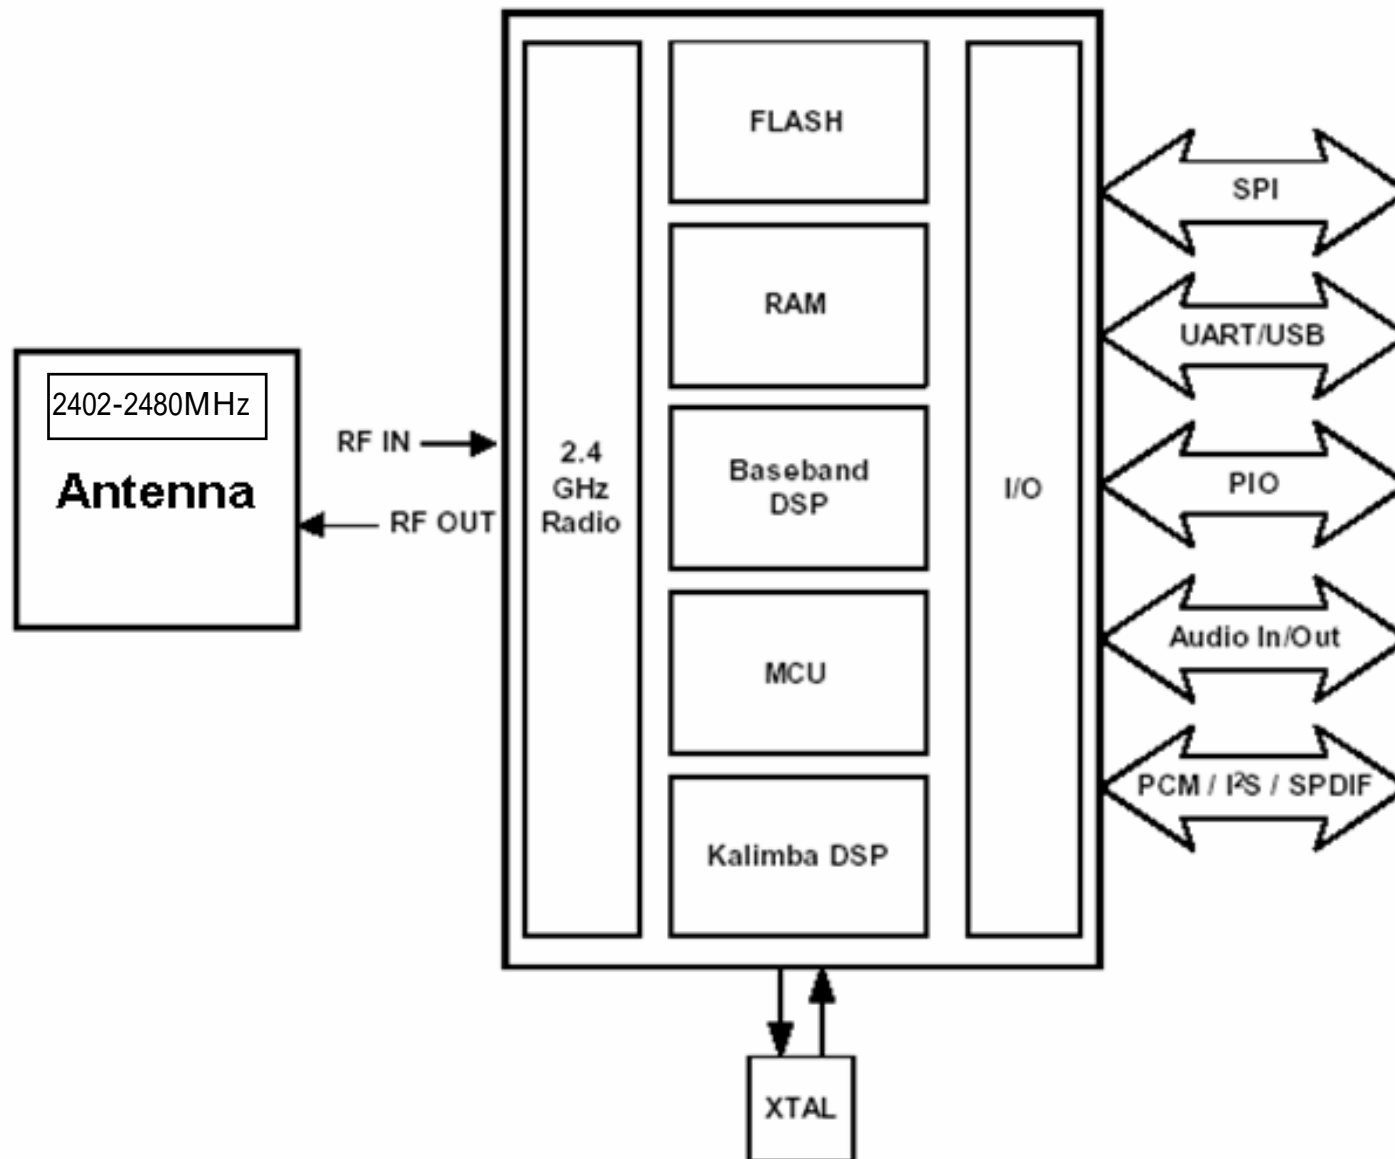 FLASH
SPI
RAM
UART/USB
2402-2480MHz
Antenna
RF IN
RF OUT
2.4
GHz
Radio
Baseband
DSP
I/O
PIO
MCU
Audio In/Out
Kalimba DSP
PCM / I²S / SPDIF
XTAL